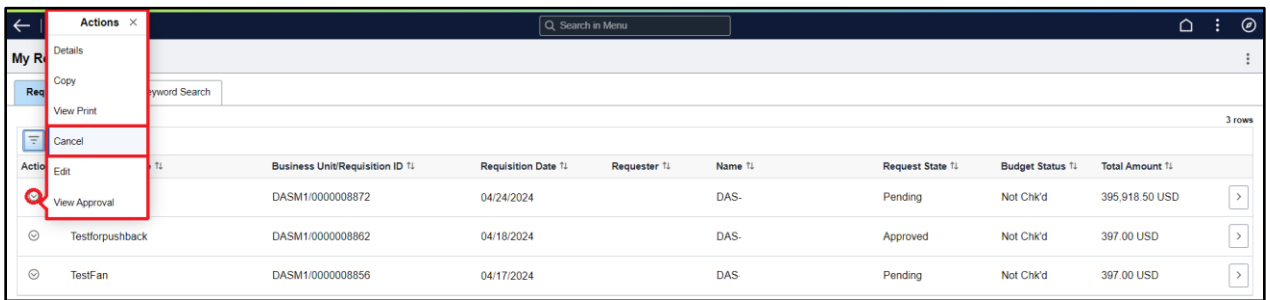 Actions ×
Search in Menu
Details
My Re
Copy
Req
eyword Search
View Print
3 rows
Cancel
Actio
Business Unit/Requisition ID ↑↓
Requisition Date ↑↓
Requester ↑↓
Name ↑↓
Request State ↑↓
Budget Status ↑↓
Total Amount ↑↓
Edit
View Approval
DASM1/0000008872 04/24/2024 DAS- Pending Not Chk'd 395,918.50 USD
Testforpushback DASM1/0000008862 04/18/2024 DAS- Approved Not Chk'd 397.00 USD
TestFan DASM1/0000008856 04/17/2024 DAS- Pending Not Chk'd 397.00 USD